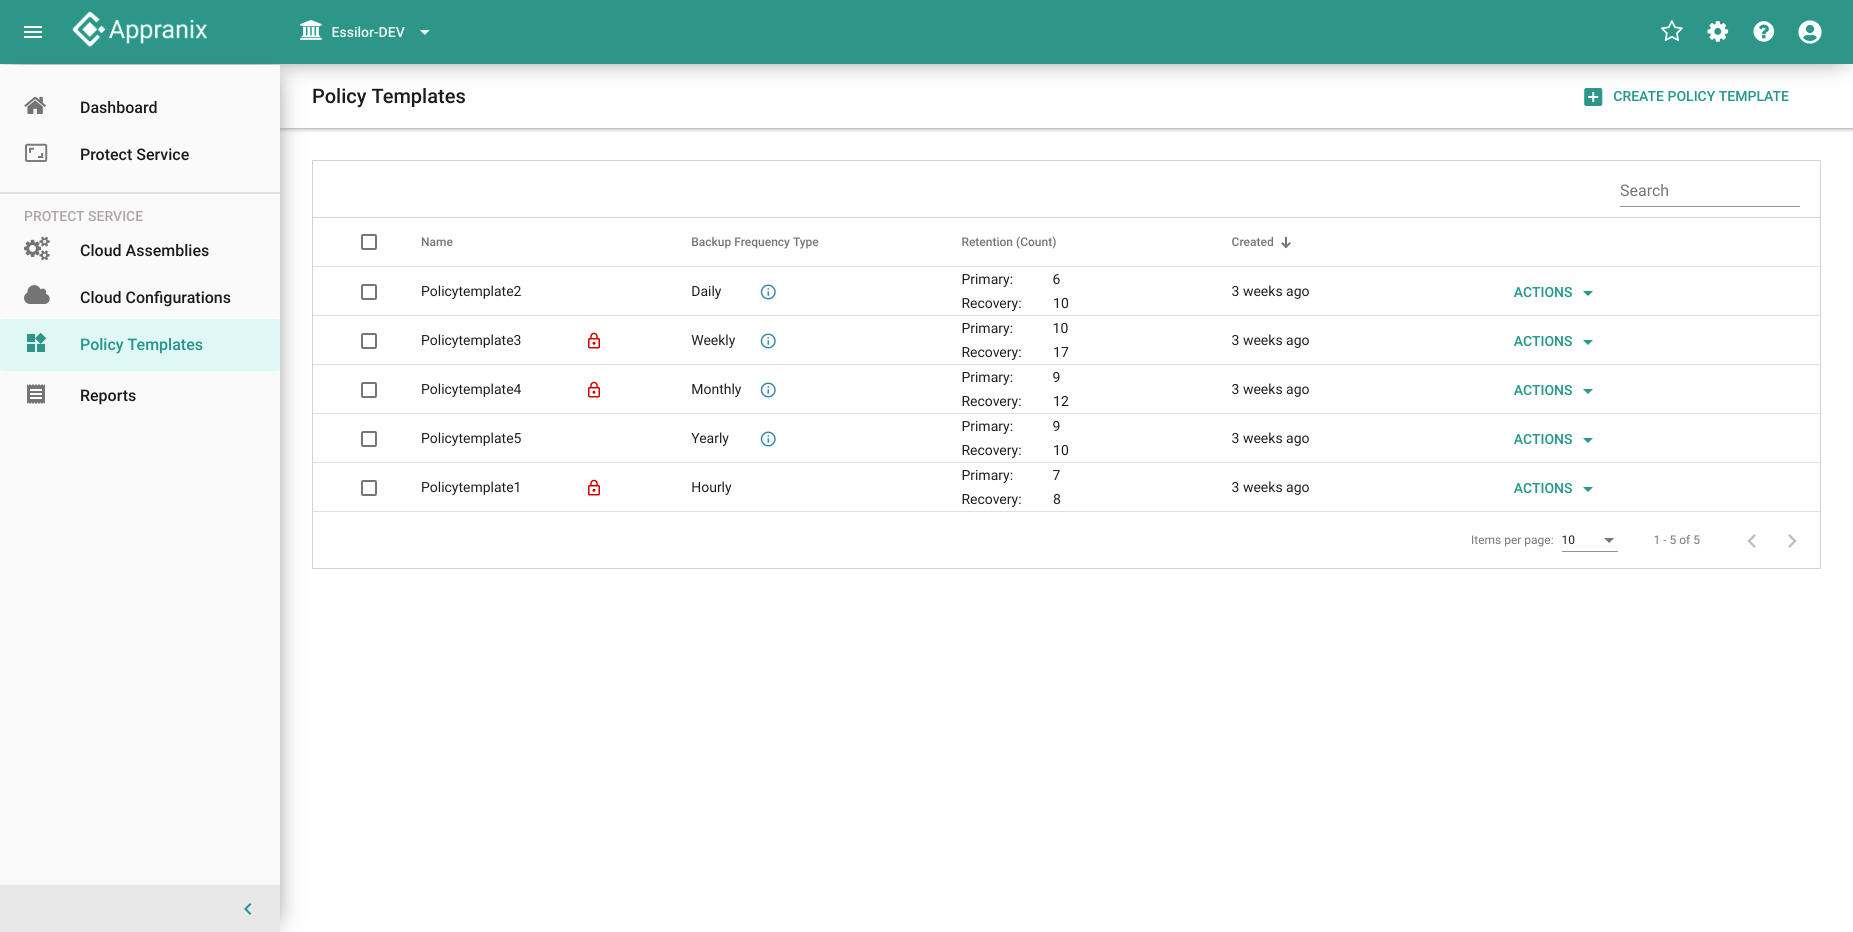 Appranix
Essilor-DEV
Dashboard
Protect Service
PROTECT SERVICE
Cloud Assemblies
Cloud Configurations
Policy Templates
Reports
Policy Templates
CREATE POLICY TEMPLATE
Search
Name Backup Frequency Type Retention (Count) Created
Policytemplate2 Daily Primary: 6 Recovery: 10 3 weeks ago ACTIONS
Policytemplate3 Weekly Primary: 10 Recovery: 17 3 weeks ago ACTIONS
Policytemplate4 Monthly Primary: 9 Recovery: 12 3 weeks ago ACTIONS
Policytemplate5 Yearly Primary: 9 Recovery: 10 3 weeks ago ACTIONS
Policytemplate1 Hourly Primary: 7 Recovery: 8 3 weeks ago ACTIONS
Items per page: 10 1 - 5 of 5